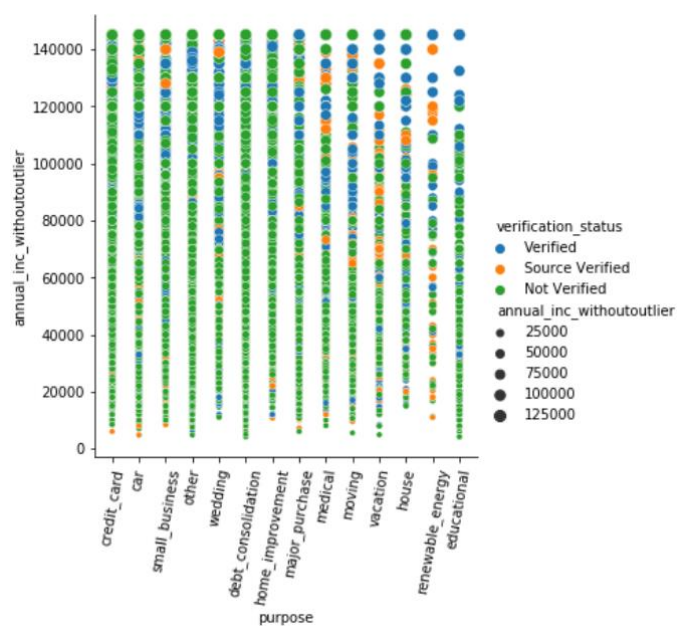 140000
120000
100000
80000
60000
40000
20000
0
annual_inc_withoutoutlier
credit_card
car
small_business
other
wedding
debt_consolidation
home_improvement
major_purchase
medical
moving
vacation
house
renewable_energy
educational
purpose
verification_status
Verified
Source Verified
Not Verified
annual_inc_withoutoutlier
25000
50000
75000
100000
125000